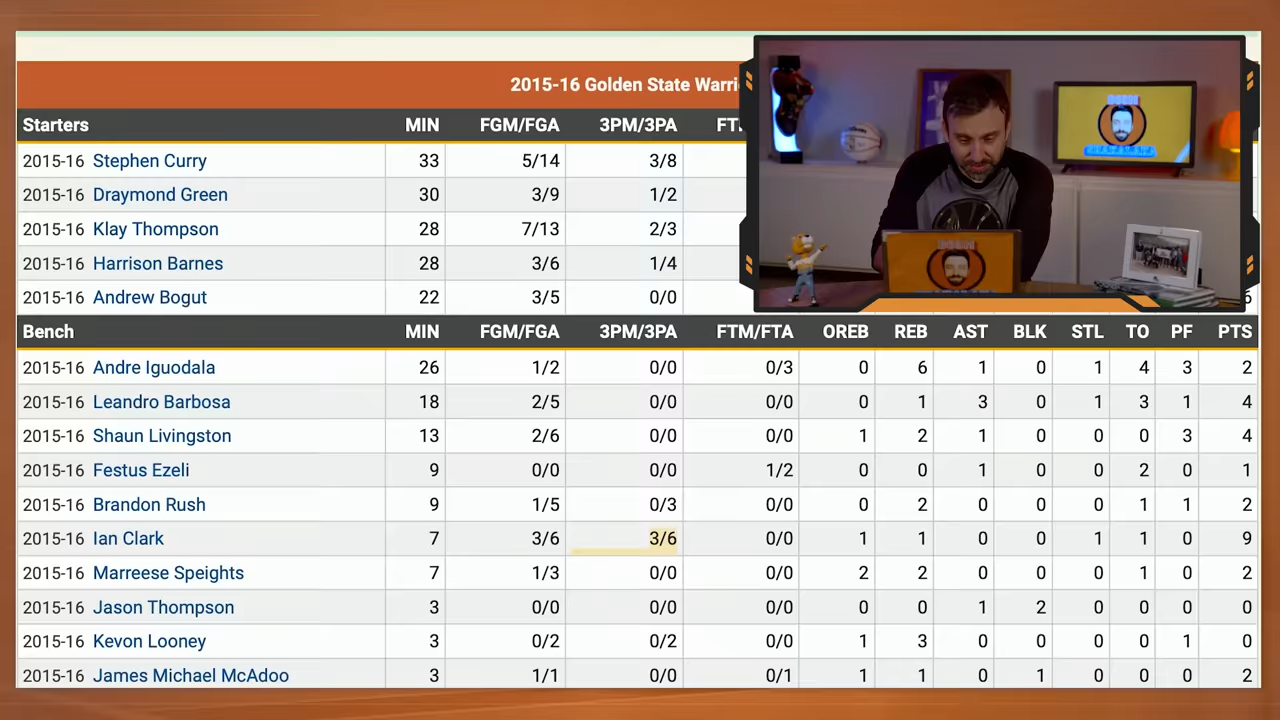 2015-16 Golden State Warri
Starters MIN FGM/FGA 3PM/3PA FT
2015-16 Stephen Curry 33 5/14 3/8
2015-16 Draymond Green 30 3/9 1/2
2015-16 Klay Thompson 28 7/13 2/3
2015-16 Harrison Barnes 28 3/6 1/4
2015-16 Andrew Bogut 22 3/5 0/0 6
Bench MIN FGM/FGA 3PM/3PA FTM/FTA OREB REB AST BLK STL TO PF PTS
2015-16 Andre Iguodala 26 1/2 0/0 0/3 0 6 1 0 1 4 3 2
2015-16 Leandro Barbosa 18 2/5 0/0 0/0 0 1 3 0 1 3 1 4
2015-16 Shaun Livingston 13 2/6 0/0 0/0 1 2 1 0 0 0 3 4
2015-16 Festus Ezeli 9 0/0 0/0 1/2 0 0 1 0 0 2 0 1
2015-16 Brandon Rush 9 1/5 0/3 0/0 0 2 0 0 0 1 1 2
2015-16 Ian Clark 7 3/6 3/6 0/0 1 1 0 0 1 1 0 9
2015-16 Marreese Speights 7 1/3 0/0 0/0 2 2 0 0 0 1 0 2
2015-16 Jason Thompson 3 0/0 0/0 0/0 0 0 1 2 0 0 0 0
2015-16 Kevon Looney 3 0/2 0/2 0/0 1 3 0 0 0 0 1 0
2015-16 James Michael McAdoo 3 1/1 0/0 0/1 1 1 0 1 0 0 0 2